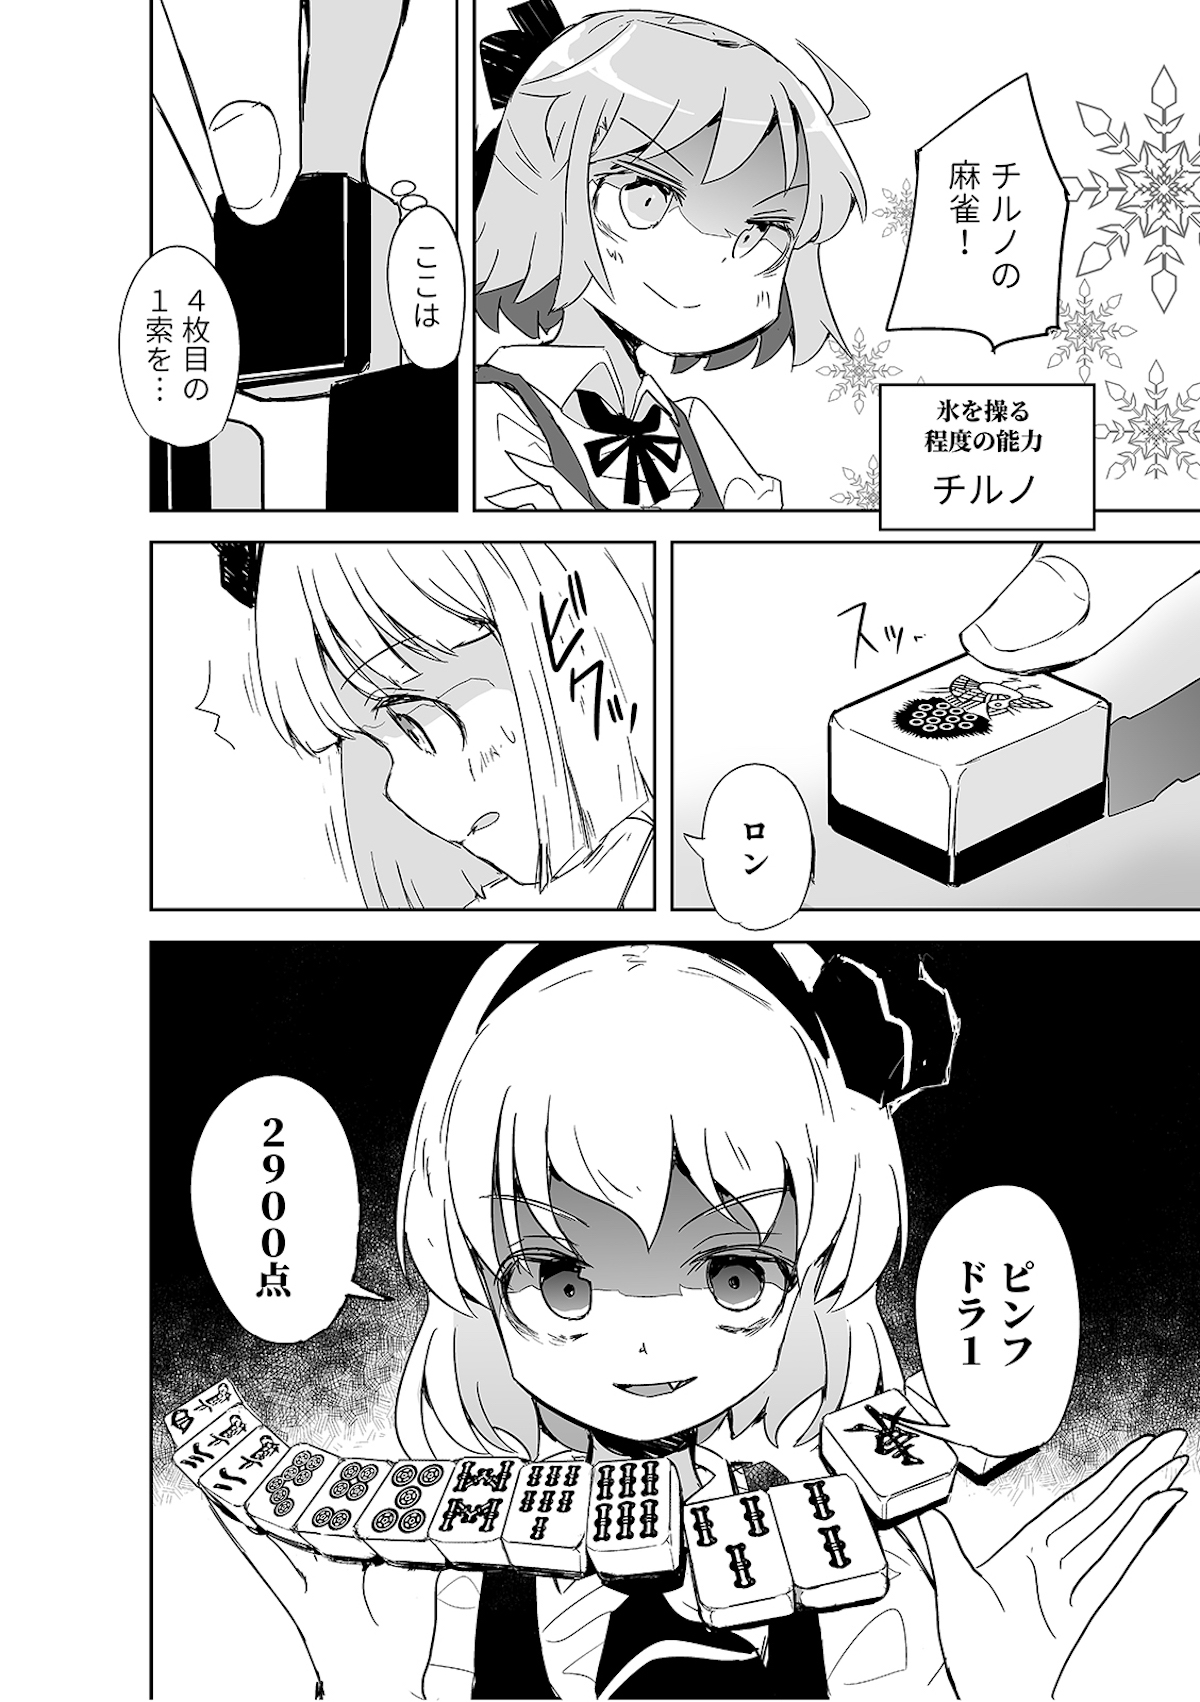 チルノの
麻雀！
氷を操る
程度の能力
チルノ
ここは
４枚目の
１索を…
スッ
ロン
ビクッ
ピンフ
ドラ１
２９００点